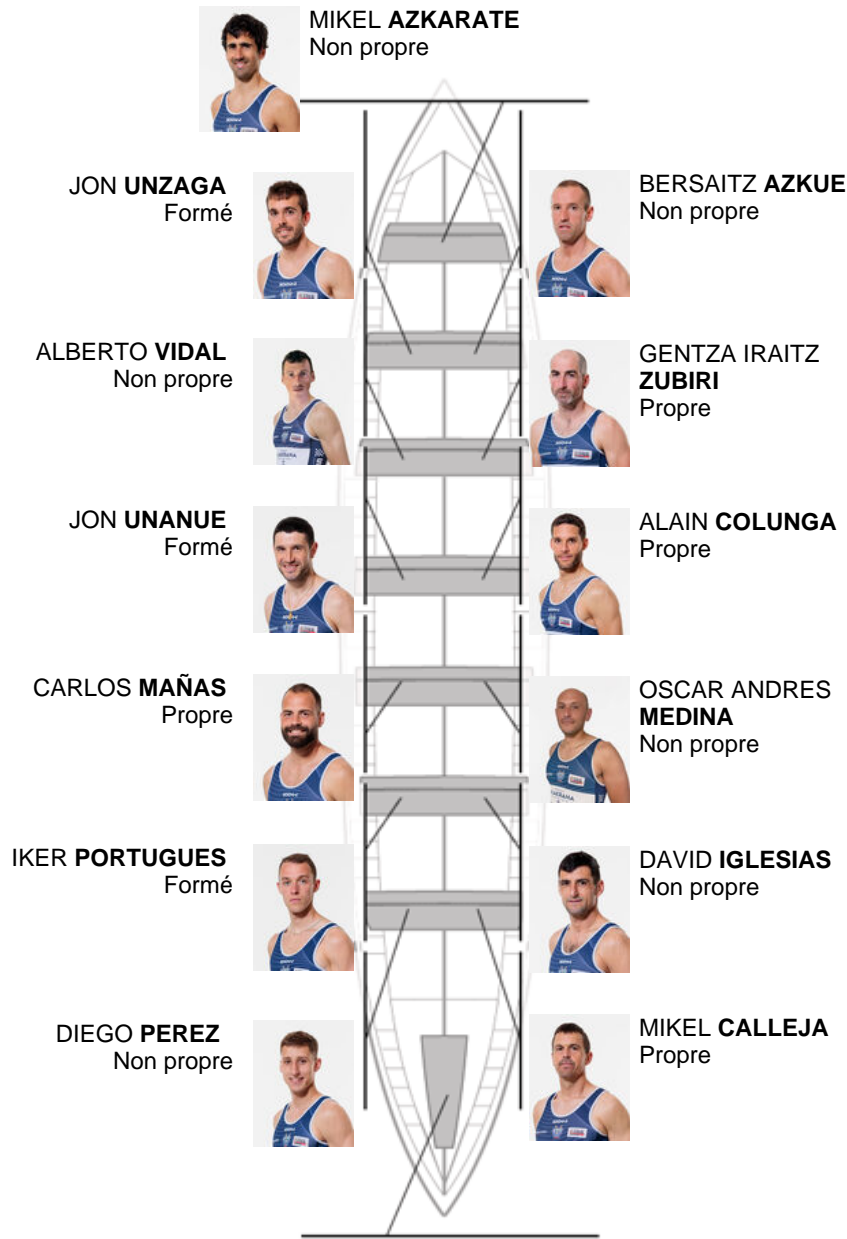 MIKEL AZKARATE
Non propre
JON UNZAGA
Formé
BERSAITZ AZKUE
Non propre
ALBERTO VIDAL
Non propre
GENTZA IRAITZ
ZUBIRI
Propre
JON UNANUE
Formé
ALAIN COLUNGA
Propre
CARLOS MAÑAS
Propre
OSCAR ANDRES
MEDINA
Non propre
IKER PORTUGUES
Formé
DAVID IGLESIAS
Non propre
DIEGO PEREZ
Non propre
MIKEL CALLEJA
Propre